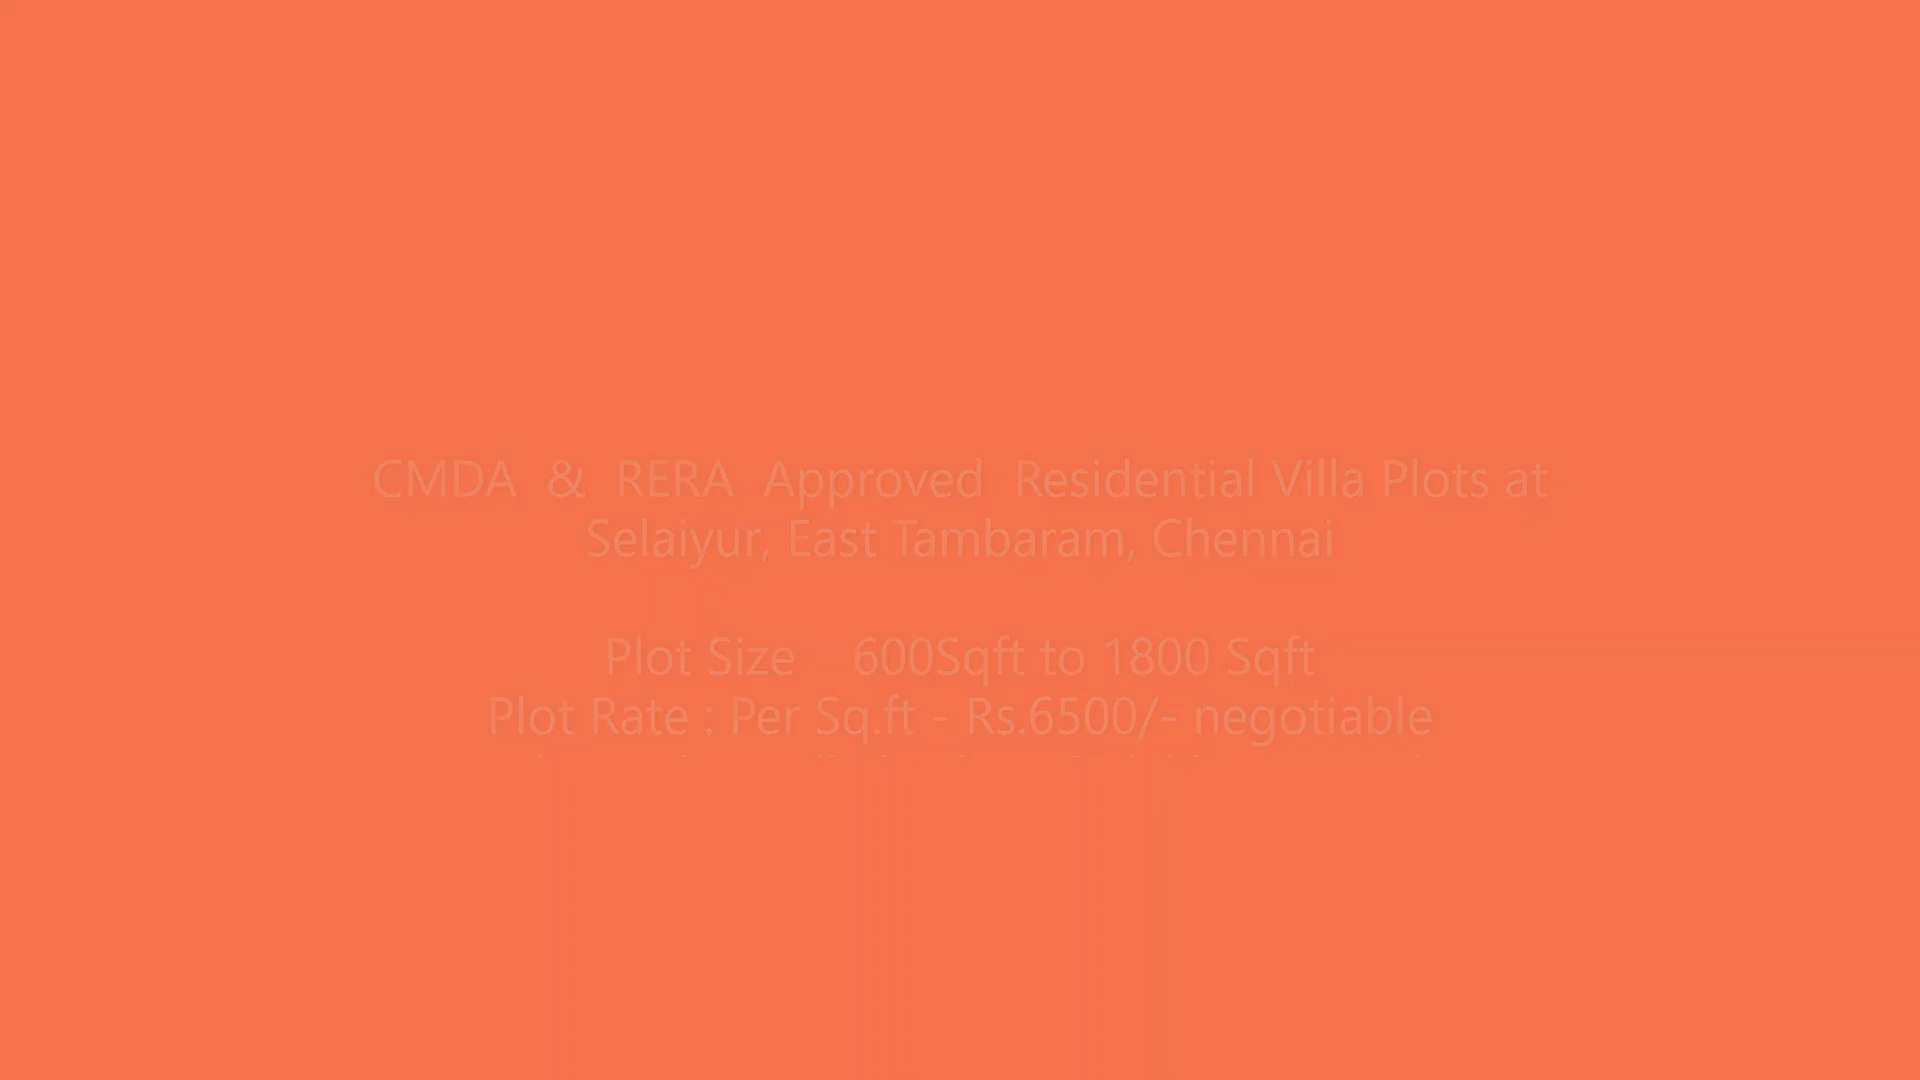 CMDA & RERA Approved Residential Villa Plots at
Selaiyur, East Tambaram, Chennai
Plot Size 600Sqft to 1800 Sqft
Plot Rate : Per Sq.ft - Rs.6500/- negotiable